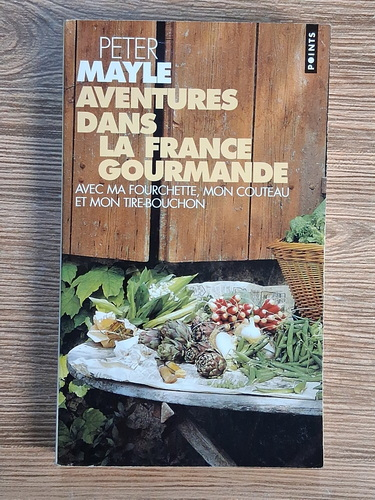 POINTS
PETER
MAYLE
AVENTURES
DANS
LA FRANCE
GOURMANDE
AVEC MA FOURCHETTE, MON COUTEAU
ET MON TIRE-BOUCHON